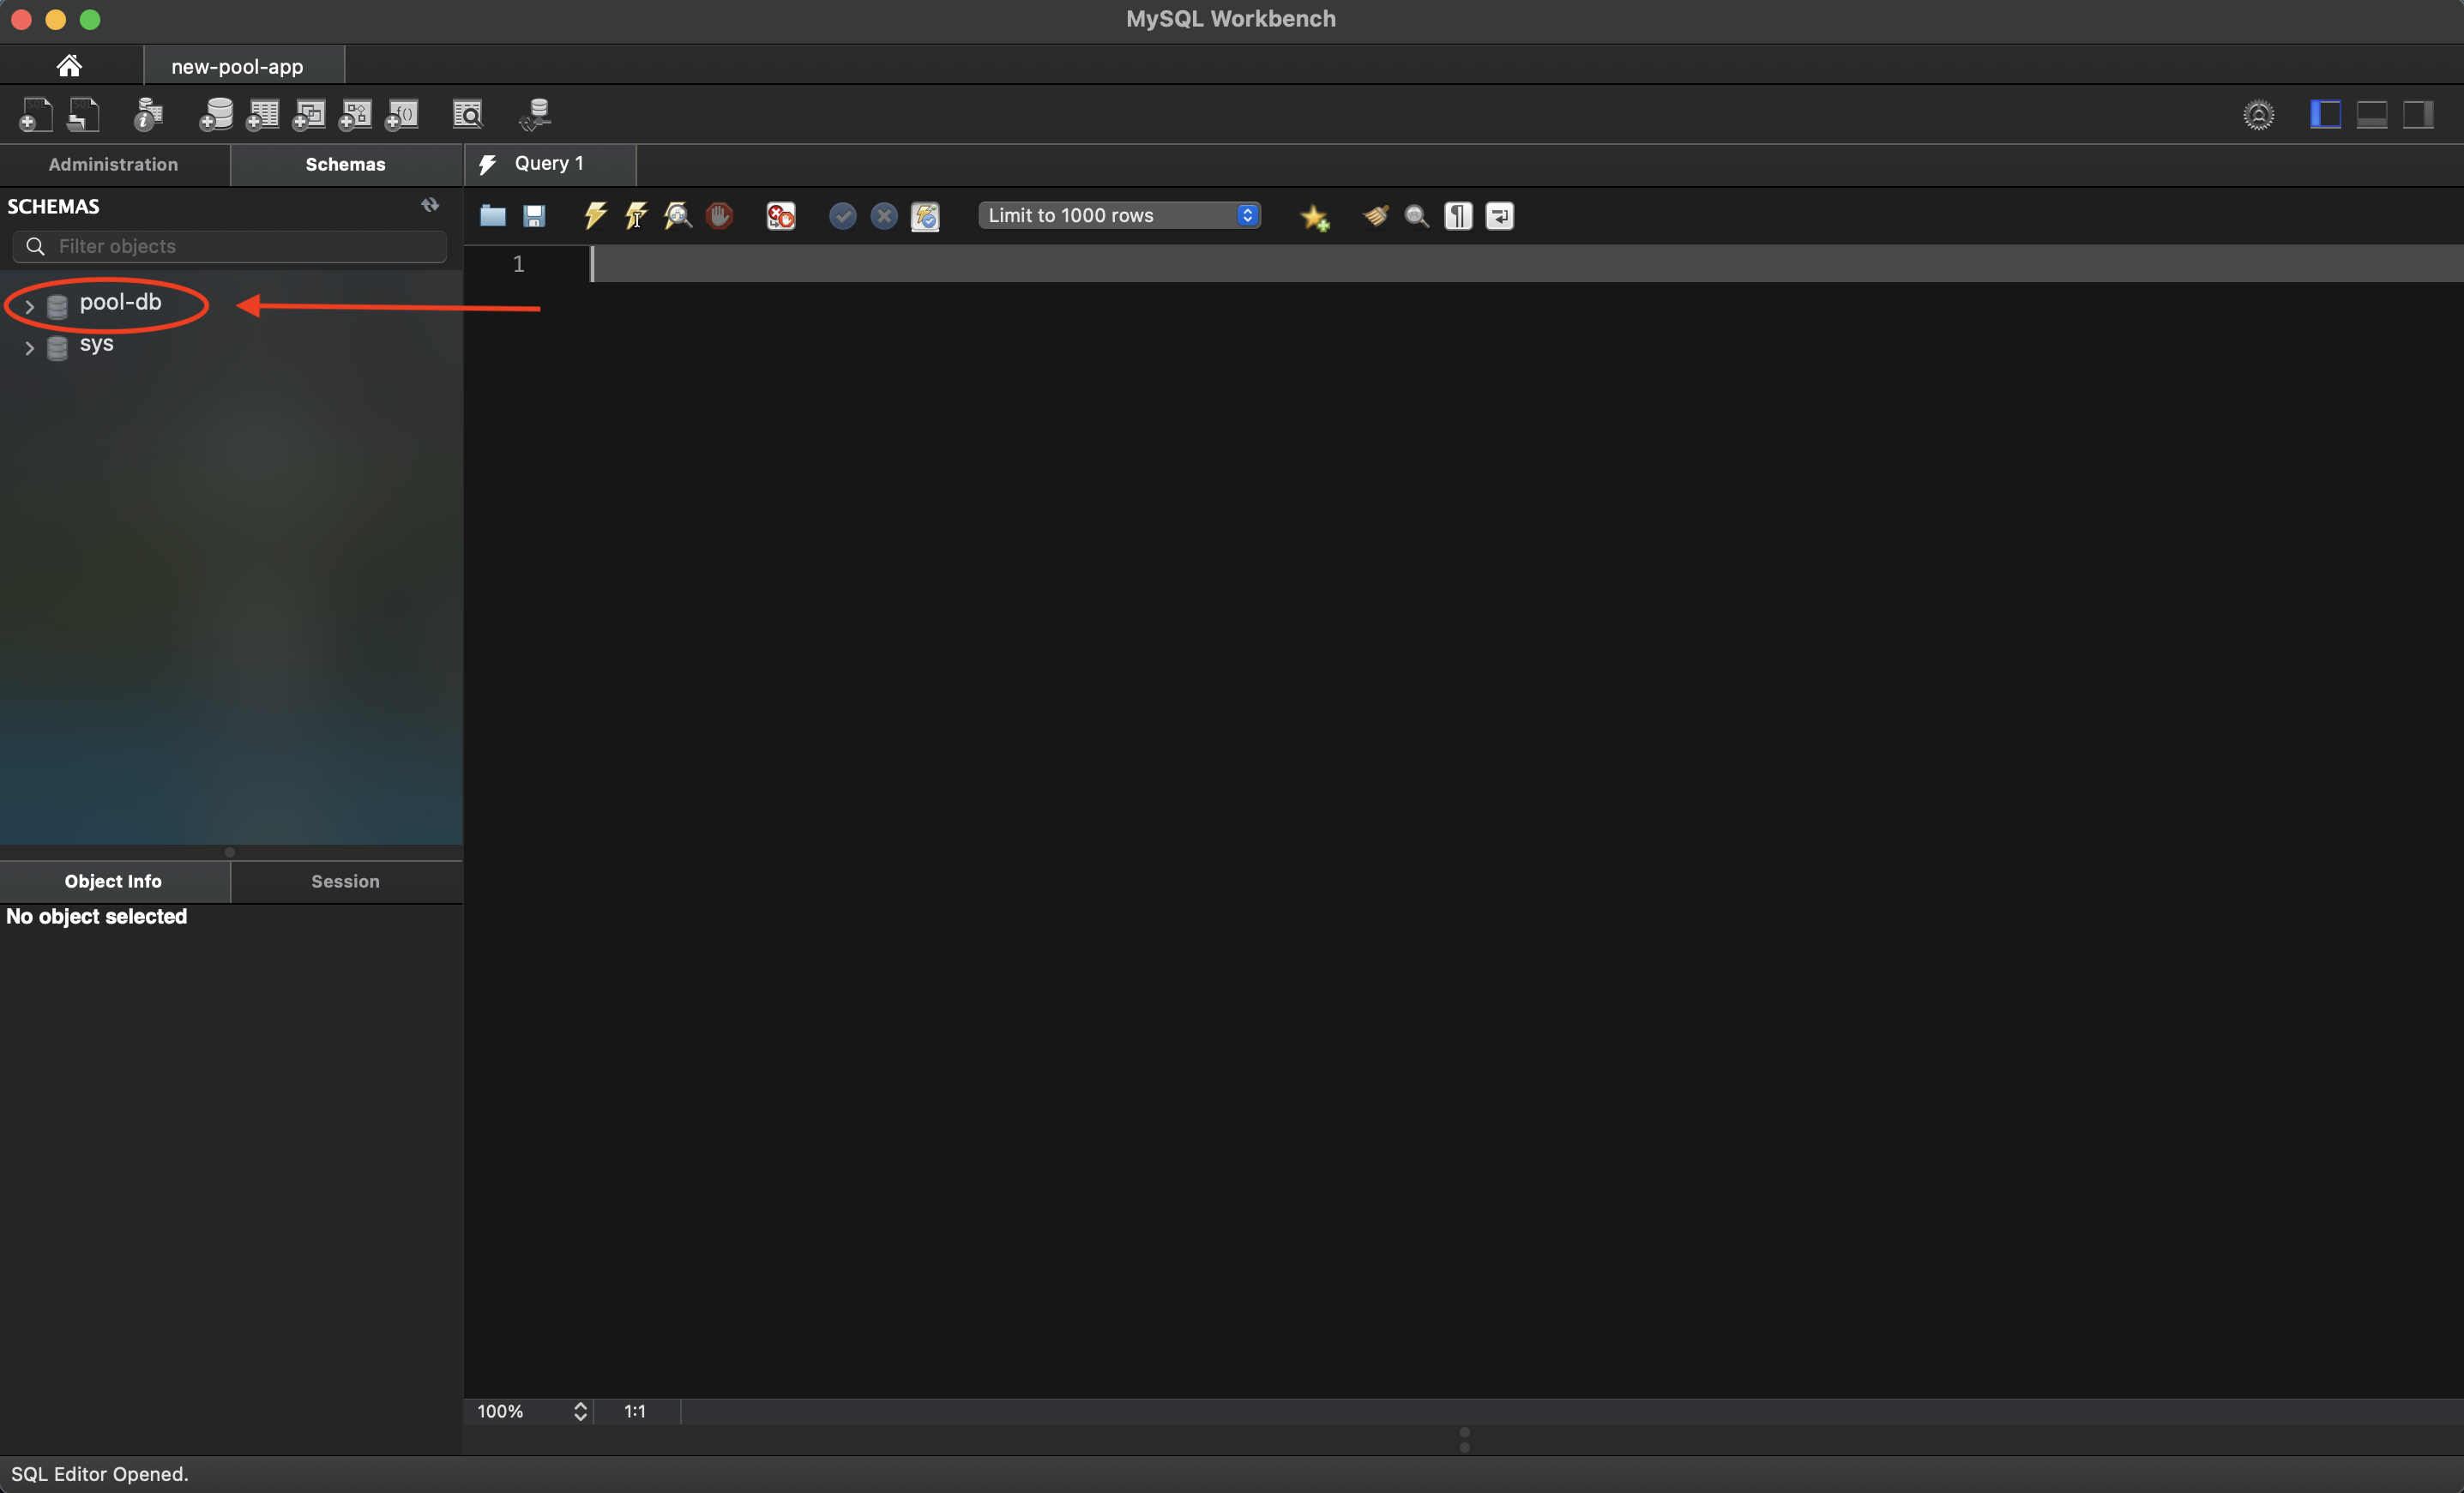 MySQL Workbench
new-pool-app
Administration
Schemas
Query 1
SCHEMAS
Filter objects
Limit to 1000 rows
1
pool-db
sys
Object Info
Session
No object selected
100%
1:1
SQL Editor Opened.